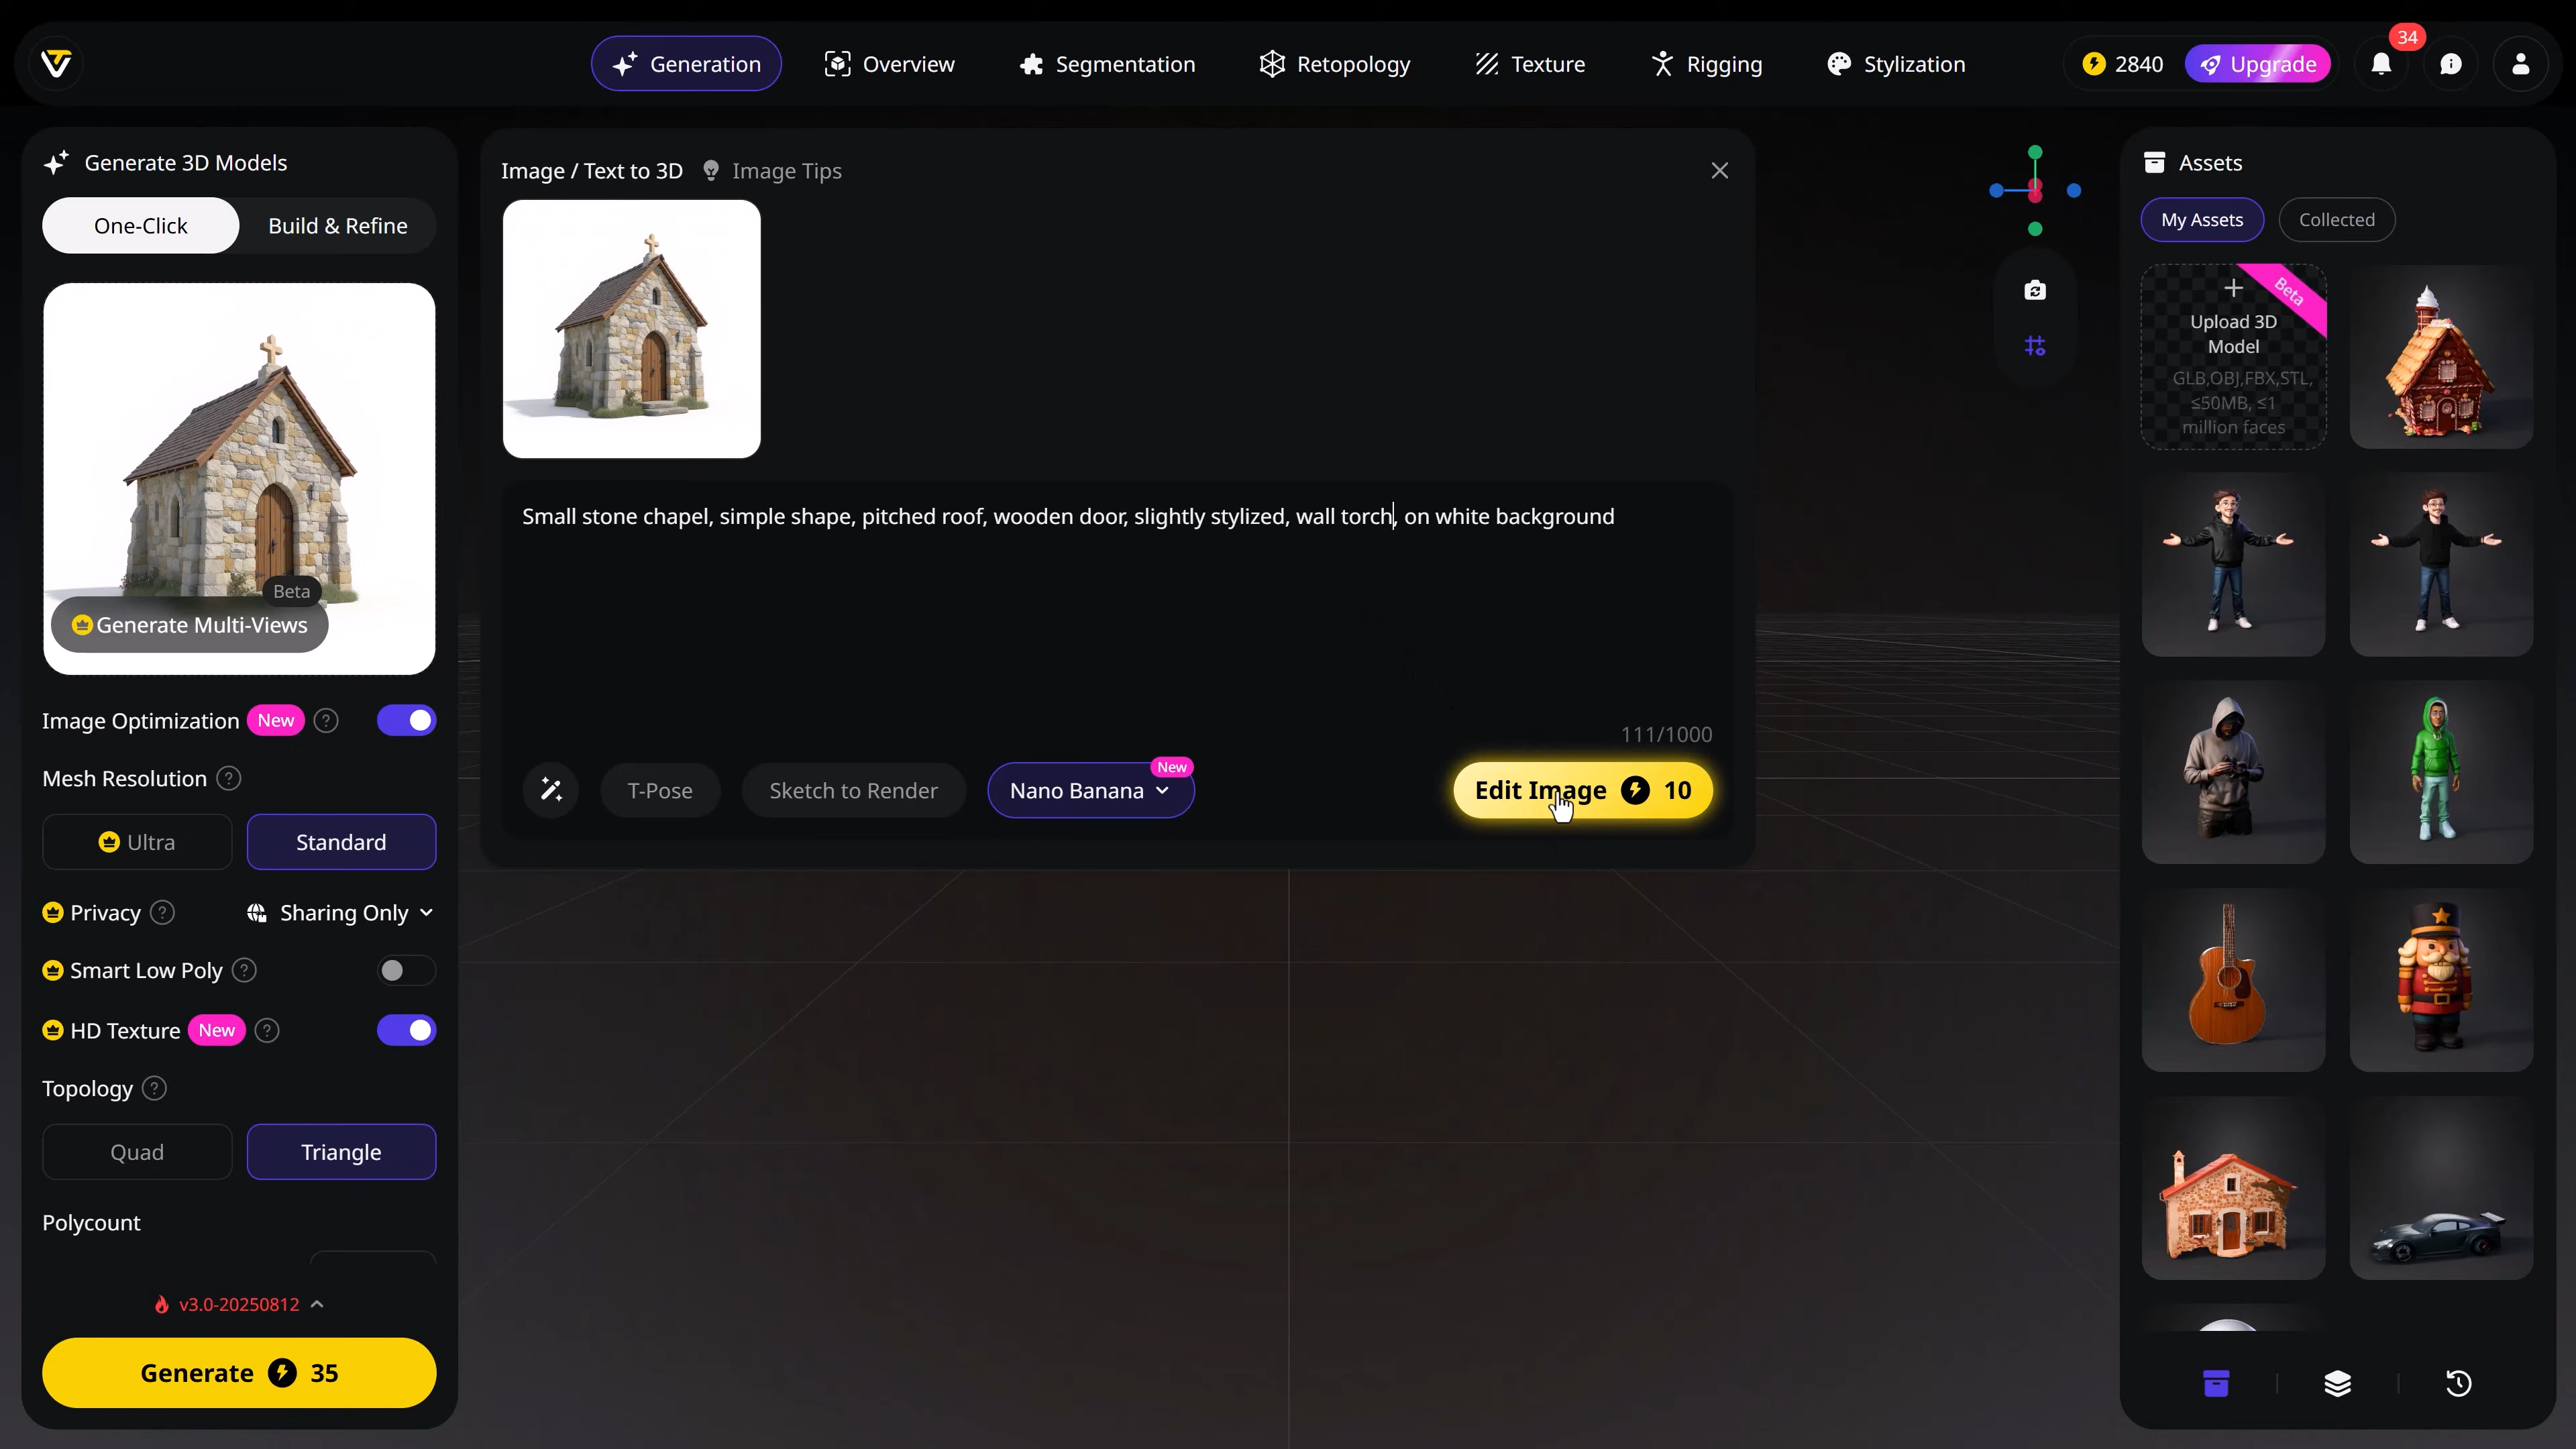 Generation
Overview
Segmentation
Retopology
Texture
Rigging
Stylization
2840
Upgrade
34
Generate 3D Models
One-Click
Build & Refine
Beta
Generate Multi-Views
Image Optimization New ?
Mesh Resolution ?
Ultra
Standard
Privacy ?
Sharing Only
Smart Low Poly ?
HD Texture New ?
Topology ?
Quad
Triangle
Polycount
v3.0-20250812
Generate 35
Image / Text to 3D
Image Tips
Small stone chapel, simple shape, pitched roof, wooden door, slightly stylized, wall torch, on white background
111/1000
T-Pose
Sketch to Render
Nano Banana
New
Edit Image 10
Assets
My Assets
Collected
Beta
Upload 3D
Model
GLB,OBJ,FBX,STL,
≤50MB, ≤1
million faces